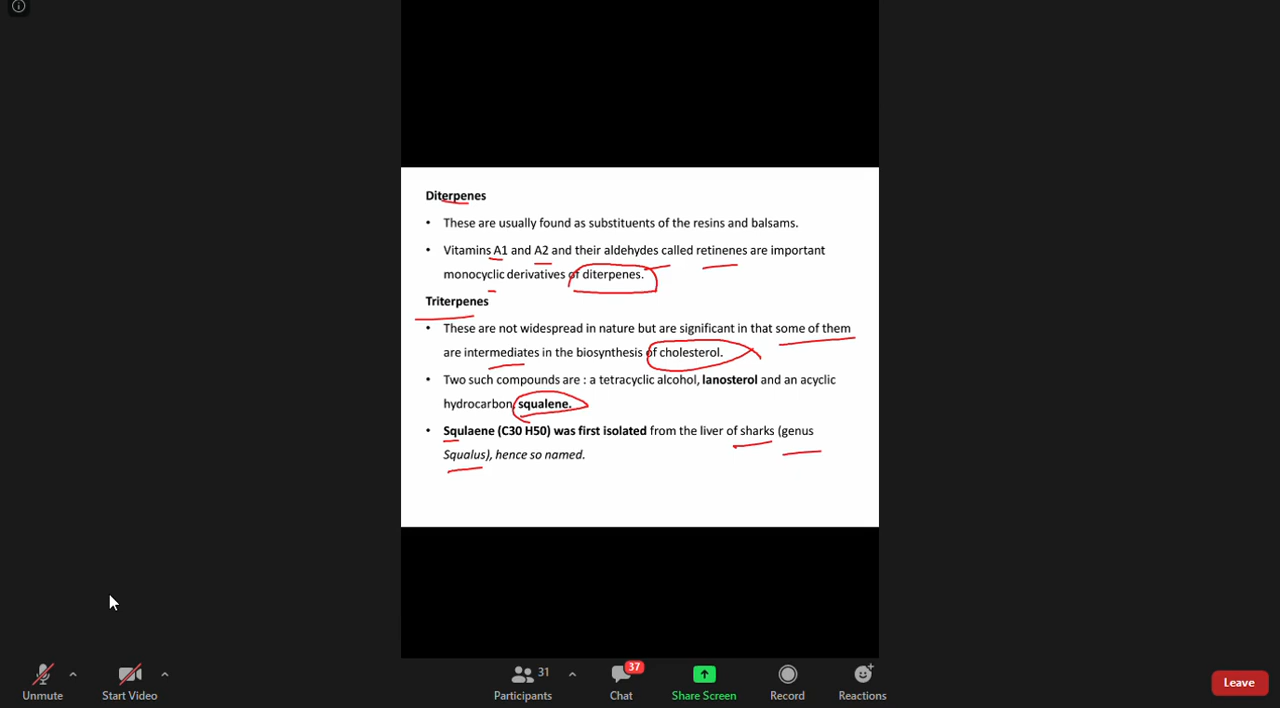 Diterpenes
• These are usually found as substituents of the resins and balsams.
• Vitamins A1 and A2 and their aldehydes called retinenes are important
monocyclic derivatives of diterpenes.
Triterpenes
• These are not widespread in nature but are significant in that some of them
are intermediates in the biosynthesis of cholesterol.
• Two such compounds are : a tetracyclic alcohol, lanosterol and an acyclic
hydrocarbon squalene.
• Squlaene (C30 H50) was first isolated from the liver of sharks (genus
Squalus), hence so named.
Unmute
Start Video
31
Participants
37
Chat
Share Screen
Record
Reactions
Leave